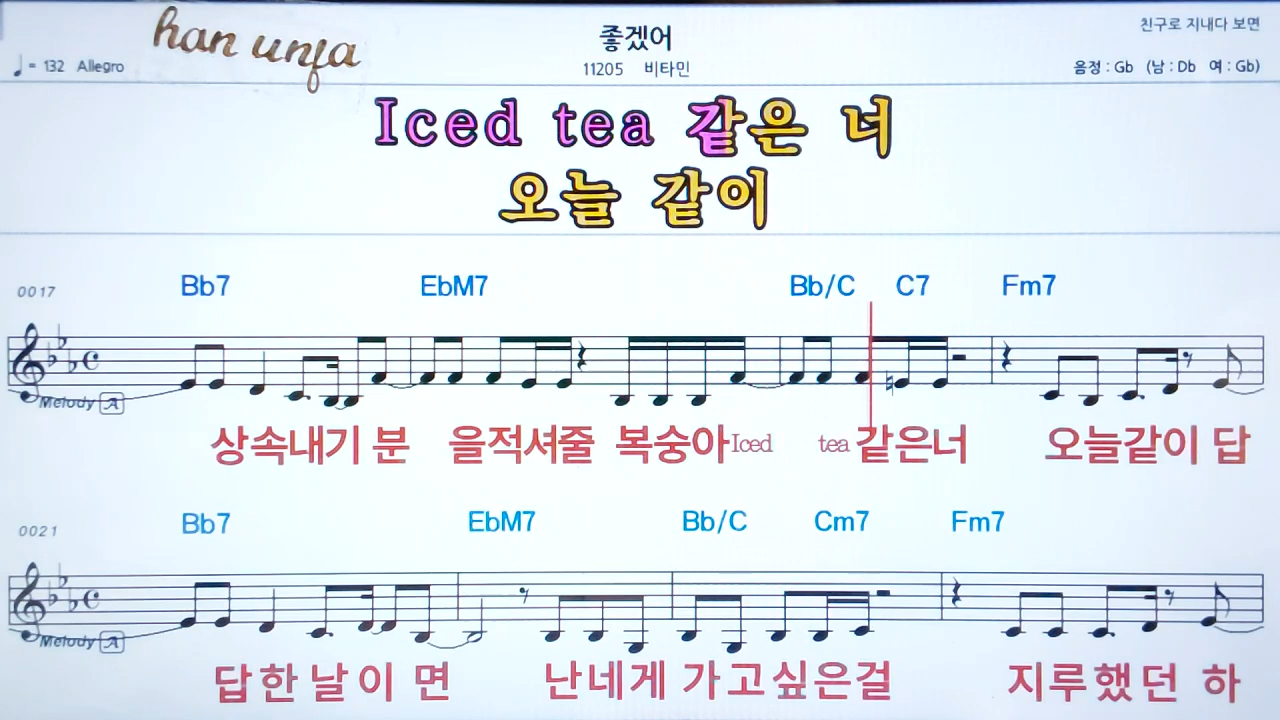 han unja
좋겠어
친구로 지내다 보면
♩= 132 Allegro
11205 비타민
음정 : Gb (남 : Db 여 : Gb)
Iced tea 같은 너
오늘 같이
0017 Bb7 EbM7 Bb/C C7 Fm7
Melody A
상속내기 분 을적셔줄 복숭아Iced tea 같은너 오늘같이 답
0021 Bb7 EbM7 Bb/C Cm7 Fm7
Melody A
답한 날이 면 난네게 가고싶은걸 지루했던 하